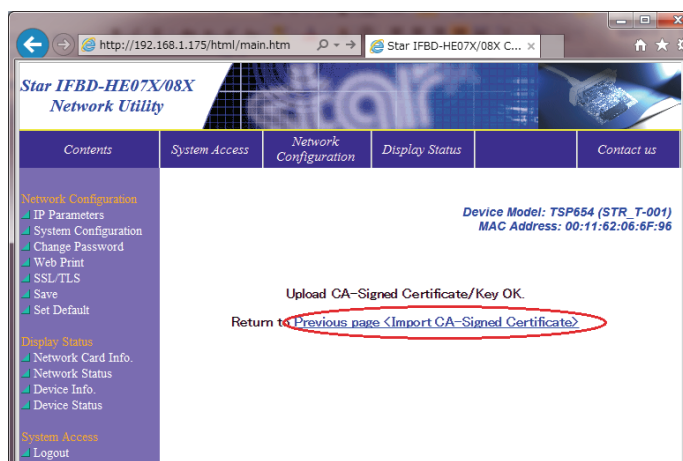 http://192.168.1.175/html/main.htm
Star IFBD-HE07X/08X C...
Star IFBD-HE07X/08X
Network Utility
star
Contents
System Access
Network
Configuration
Display Status
Contact us
Network Configuration
IP Parameters
System Configuration
Change Password
Web Print
SSL/TLS
Save
Set Default
Display Status
Network Card Info.
Network Status
Device Info.
Device Status
System Access
Logout
Device Model: TSP654 (STR_T-001)
MAC Address: 00:11:62:06:6F:96
Upload CA-Signed Certificate/Key OK.
Return to Previous page <Import CA-Signed Certificate>